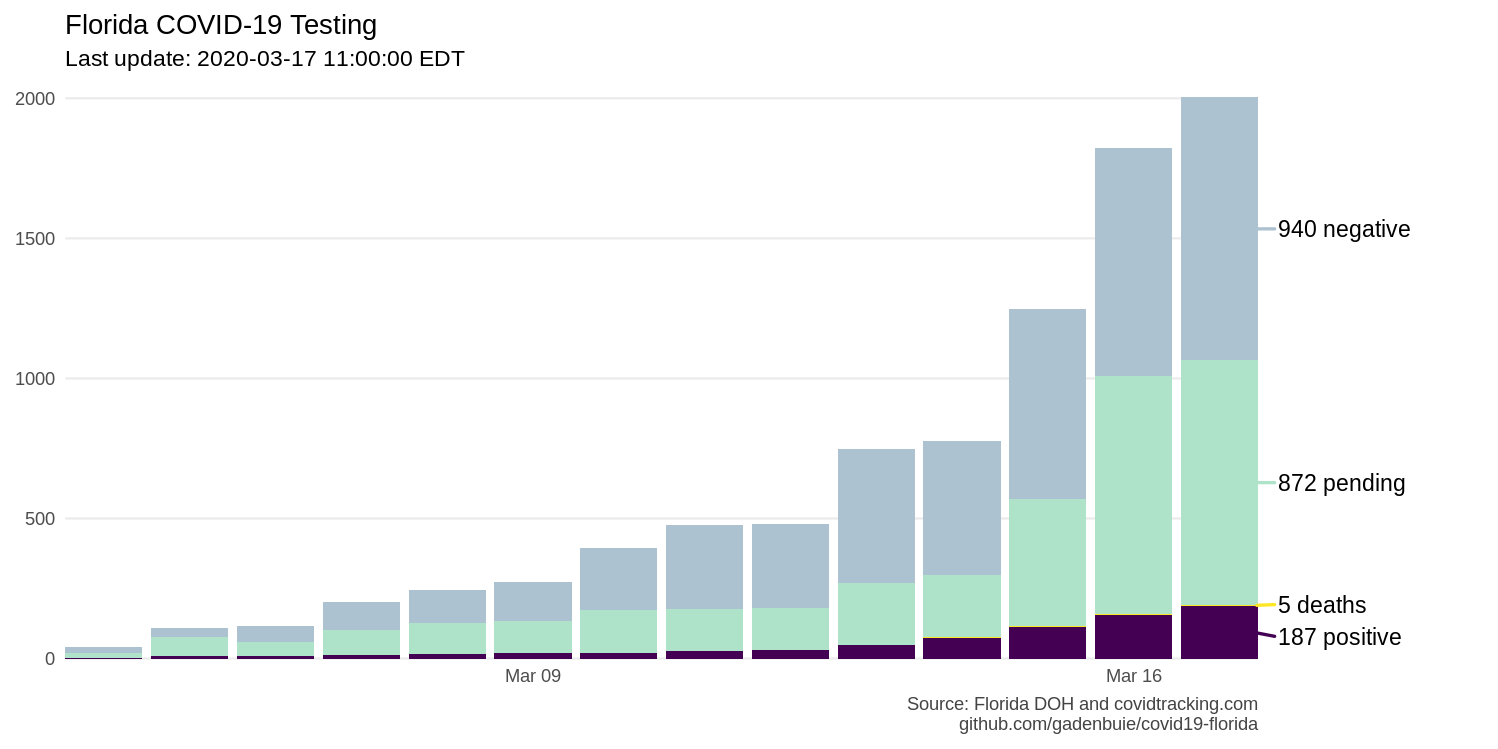 Florida COVID-19 Testing
Last update: 2020-03-17 11:00:00 EDT
2000
1500
1000
500
0
940 negative
872 pending
5 deaths
187 positive
Mar 09
Mar 16
Source: Florida DOH and covidtracking.com
github.com/gadenbuie/covid19-florida